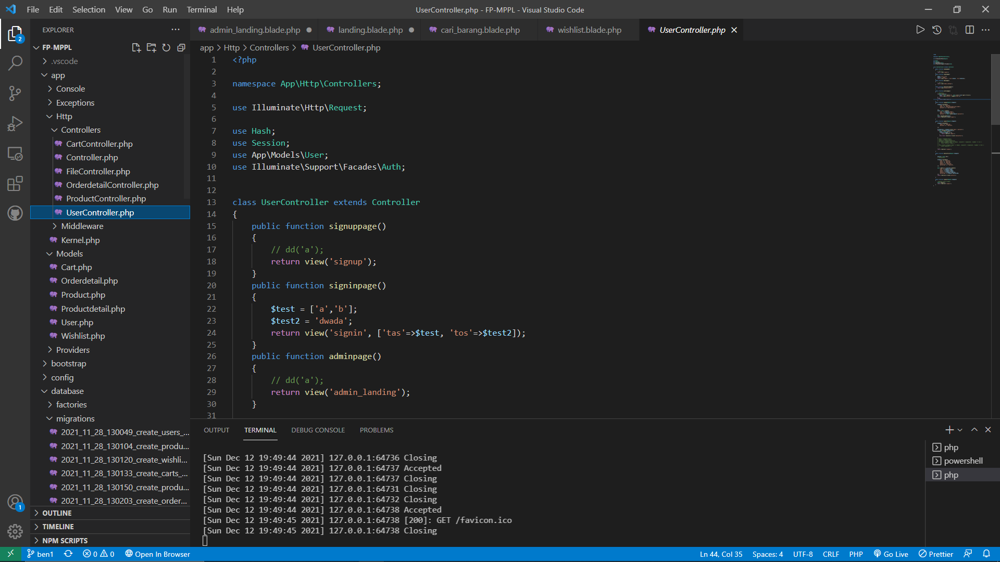 File Edit Selection View Go Run Terminal Help
UserController.php - FP-MPPL - Visual Studio Code
EXPLORER
admin_landing.blade.php
landing.blade.php
cari_barang.blade.php
wishlist.blade.php
UserController.php
2
FP-MPPL
.vscode
app
Console
Exceptions
Http
Controllers
CartController.php
Controller.php
FileController.php
OrderdetailController.php
ProductController.php
UserController.php
Middleware
Kernel.php
Models
Cart.php
Orderdetail.php
Product.php
Productdetail.php
User.php
Wishlist.php
Providers
bootstrap
config
database
factories
migrations
2021_11_28_130049_create_users_...
2021_11_28_130104_create_produ...
2021_11_28_130120_create_wishli...
2021_11_28_130133_create_carts_...
2021_11_28_130150_create_produ...
2021_11_28_130203_create_order...
OUTLINE
TIMELINE
NPM SCRIPTS
1
app > Http > Controllers > UserController.php
1 <?php
2
3 namespace App\Http\Controllers;
4
5 use Illuminate\Http\Request;
6
7 use Hash;
8 use Session;
9 use App\Models\User;
10 use Illuminate\Support\Facades\Auth;
11
12
13 class UserController extends Controller
14 {
15 public function signuppage()
16 {
17 // dd('a');
18 return view('signup');
19 }
20 public function signinpage()
21 {
22 $test = ['a','b'];
23 $test2 = 'dwada';
24 return view('signin', ['tas'=>$test, 'tos'=>$test2]);
25 }
26 public function adminpage()
27 {
28 // dd('a');
29 return view('admin_landing');
30 }
31
OUTPUT TERMINAL DEBUG CONSOLE PROBLEMS
[Sun Dec 12 19:49:44 2021] 127.0.0.1:64736 Closing
[Sun Dec 12 19:49:44 2021] 127.0.0.1:64737 Accepted
[Sun Dec 12 19:49:44 2021] 127.0.0.1:64737 Closing
[Sun Dec 12 19:49:44 2021] 127.0.0.1:64731 Closing
[Sun Dec 12 19:49:44 2021] 127.0.0.1:64732 Closing
[Sun Dec 12 19:49:44 2021] 127.0.0.1:64738 Accepted
[Sun Dec 12 19:49:45 2021] 127.0.0.1:64738 [200]: GET /favicon.ico
[Sun Dec 12 19:49:45 2021] 127.0.0.1:64738 Closing
php
powershell
php
ben1 0 0 Open In Browser
Ln 44, Col 35 Spaces: 4 UTF-8 CRLF PHP Go Live Prettier